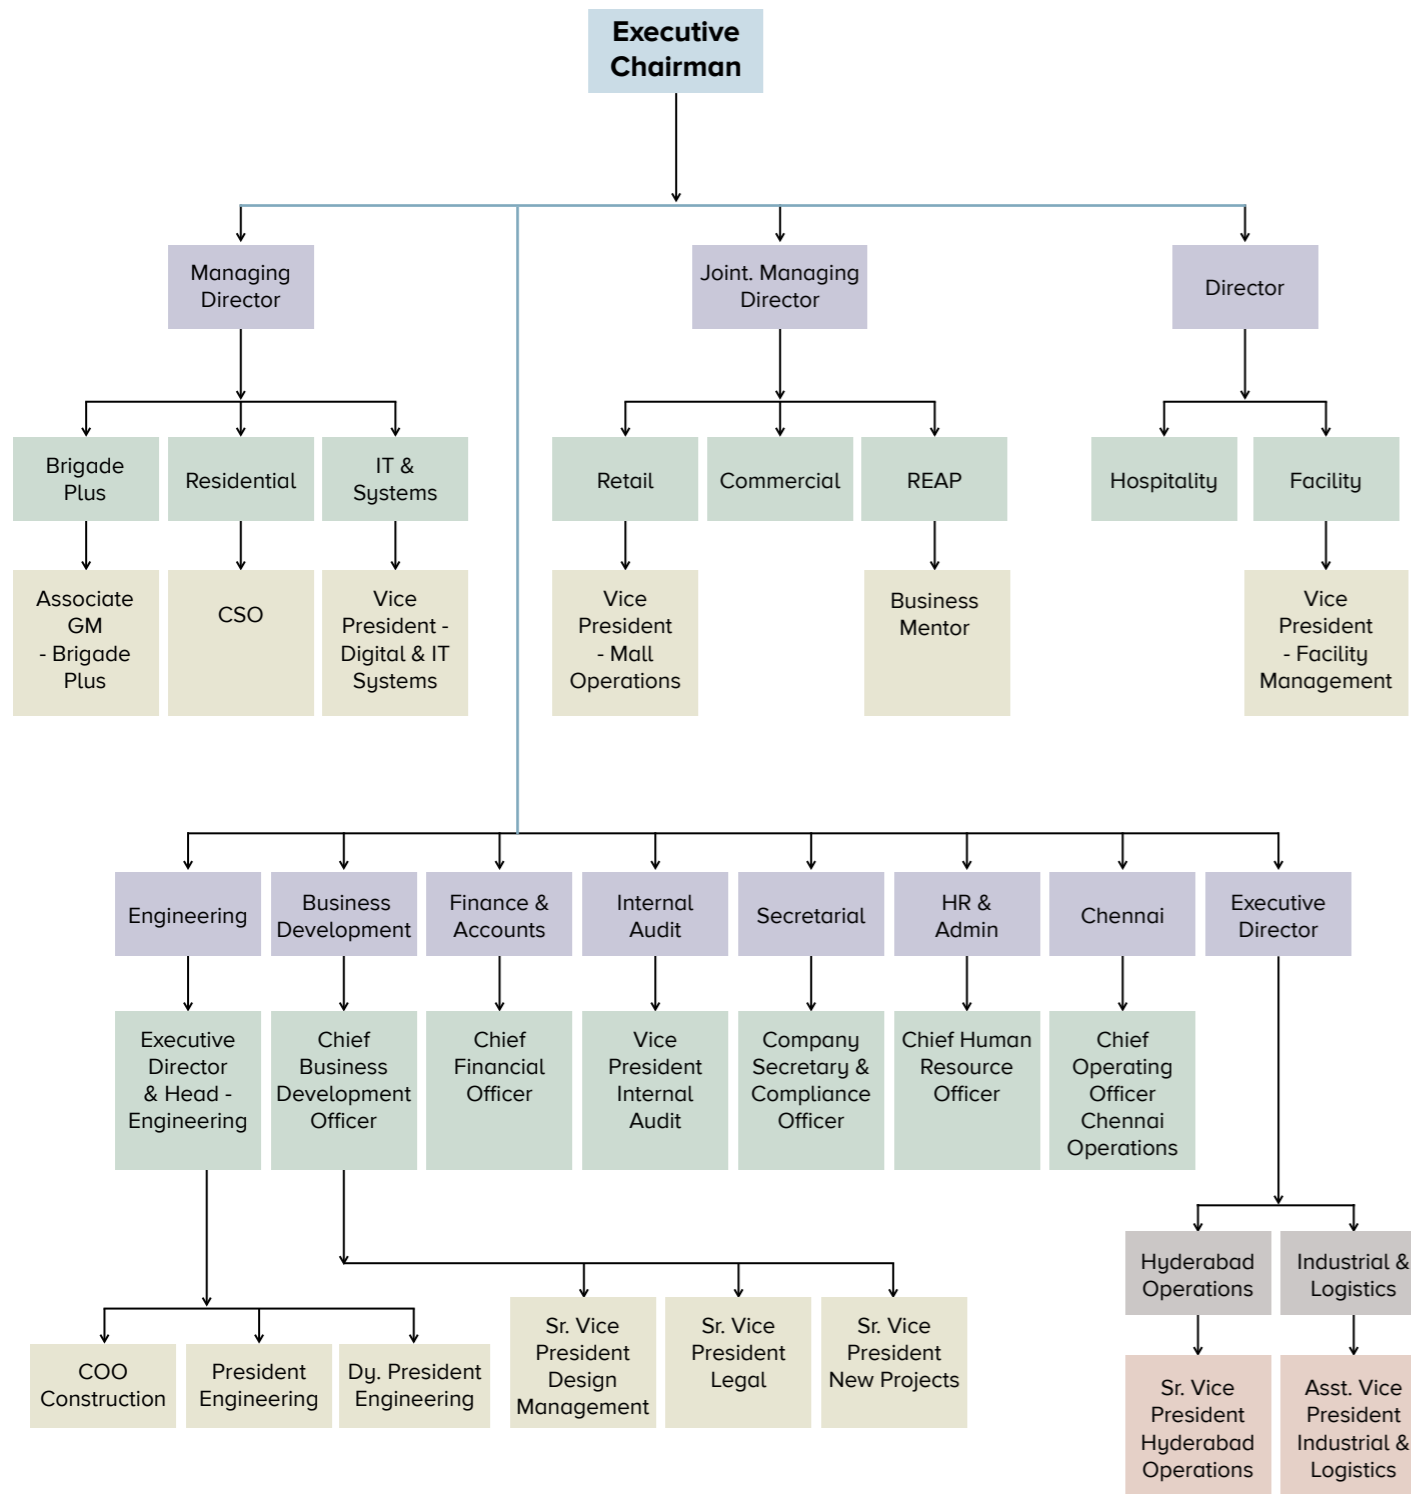 Executive
Chairman
Managing
Director
Joint. Managing
Director
Director
Brigade
Plus
Residential
IT &
Systems
Retail
Commercial
REAP
Hospitality
Facility
Associate
GM
- Brigade
Plus
CSO
Vice
President -
Digital & IT
Systems
Vice
President
- Mall
Operations
Business
Mentor
Vice
President
- Facility
Management
Engineering
Business
Development
Finance &
Accounts
Internal
Audit
Secretarial
HR &
Admin
Chennai
Executive
Director
Executive
Director
& Head -
Engineering
Chief
Business
Development
Officer
Chief
Financial
Officer
Vice
President
Internal
Audit
Company
Secretary &
Compliance
Officer
Chief Human
Resource
Officer
Chief
Operating
Officer
Chennai
Operations
Hyderabad
Operations
Industrial &
Logistics
COO
Construction
President
Engineering
Dy. President
Engineering
Sr. Vice
President
Design
Management
Sr. Vice
President
Legal
Sr. Vice
President
New Projects
Sr. Vice
President
Hyderabad
Operations
Asst. Vice
President
Industrial &
Logistics